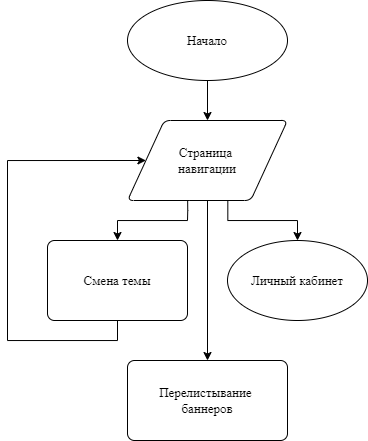 Начало
Страница
навигации
Смена темы
Личный кабинет
Перелистывание
баннеров